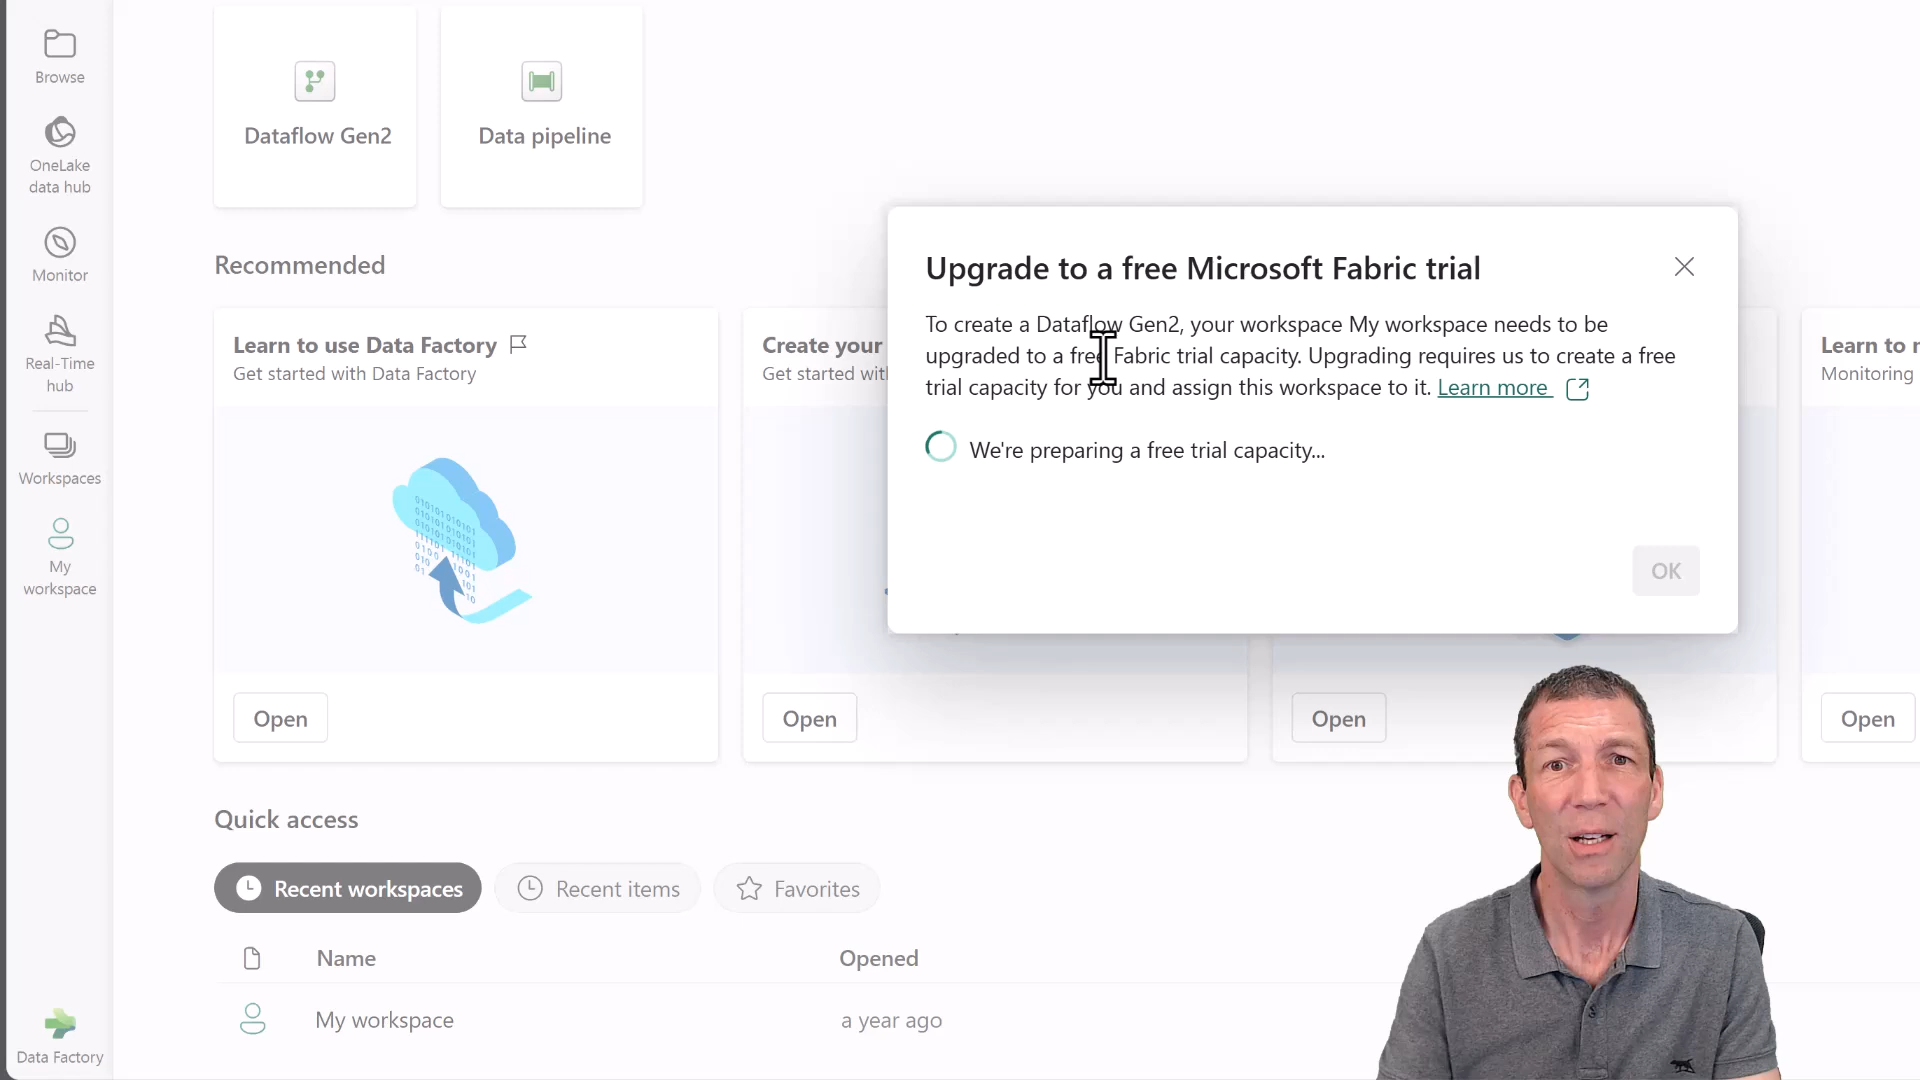 Browse
OneLake
data hub
Monitor
Real-Time
hub
Workspaces
My
workspace
Data Factory
Dataflow Gen2
Data pipeline
Recommended
Learn to use Data Factory
Get started with Data Factory
Open
Create your
Get started wit
Open
Open
Learn to
Monitoring
Open
Upgrade to a free Microsoft Fabric trial
To create a Dataflow Gen2, your workspace My workspace needs to be
upgraded to a free Fabric trial capacity. Upgrading requires us to create a free
trial capacity for you and assign this workspace to it. Learn more
We're preparing a free trial capacity...
OK
Quick access
Recent workspaces
Recent items
Favorites
Name
Opened
My workspace
a year ago